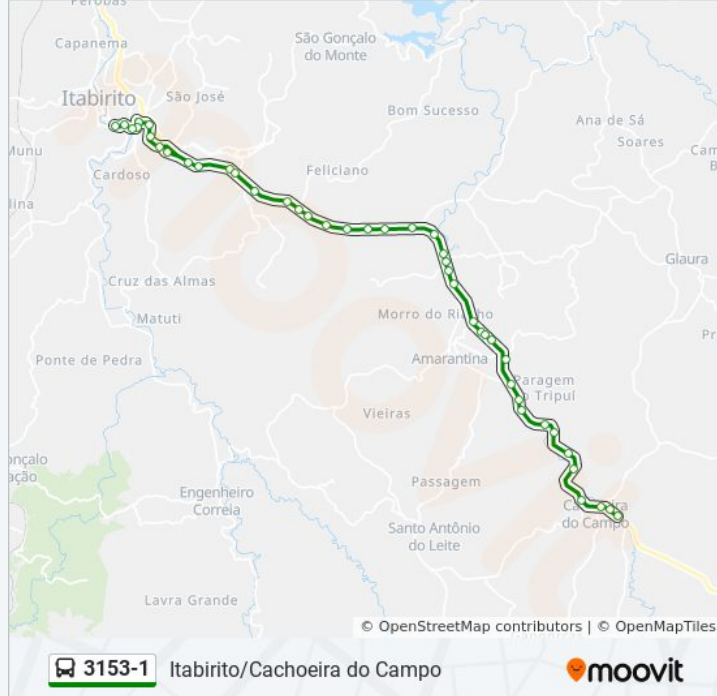 Perobas
Capanema
São Gonçalo
do Monte
Itabirito
São José
Bom Sucesso
Ana de Sá
Soares
Munu
Cardoso
Feliciano
Glaura
Cruz das Almas
Matuti
Morro do
Ponte de Pedra
Amarantina
Paragem
Tripuí
Vieiras
Engenheiro
Correia
Passagem
Santo Antônio
do Leite
do Campo
Lavra Grande
© OpenStreetMap contributors | © OpenMapTiles
3153-1 Itabirito/Cachoeira do Campo
moovit